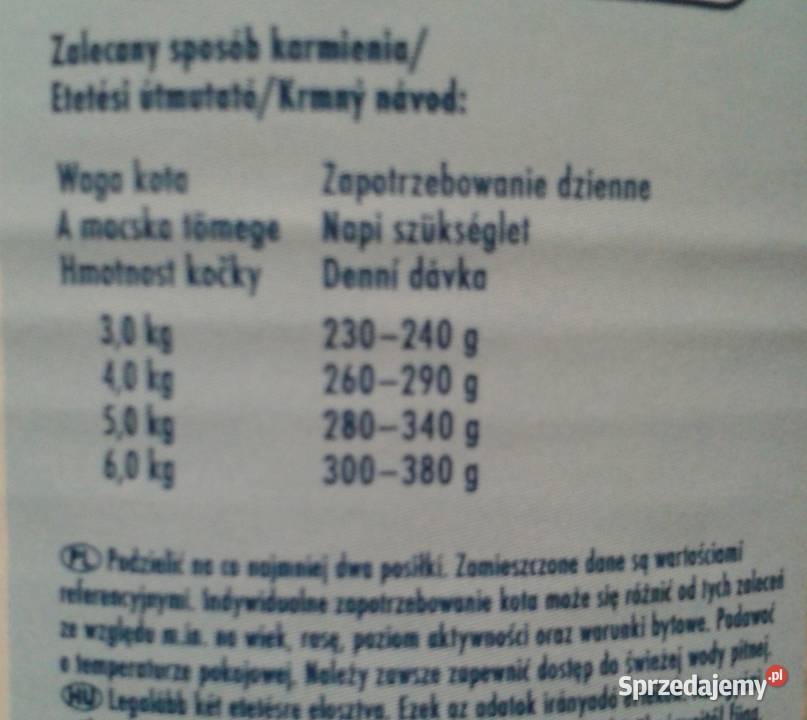 Zalecany sposób karmienia/
Etetési útmutató/Krmný návod:
Waga kota Zapotrzebowanie dzienne
A macska tömege Napi szükséglet
Hmotnost kočky Denní dávka
3,0 kg 230–240 g
4,0 kg 260–290 g
5,0 kg 280–340 g
6,0 kg 300–380 g
PL Podzielić na co najmniej dwa posiłki. Zamieszczone dane są wartościami
referencyjnymi. Indywidualne zapotrzebowanie kota może się różnić od tych zaleceń
ze względu m.in. na wiek, rasę, poziom aktywności oraz warunki bytowe. Podawać
o temperaturze pokojowej. Należy zawsze zapewnić dostęp do świeżej wody pitnej.
HU Legalább két etetésre elosztva. Ezek az adatok irányadó
Sprzedajemy.pl